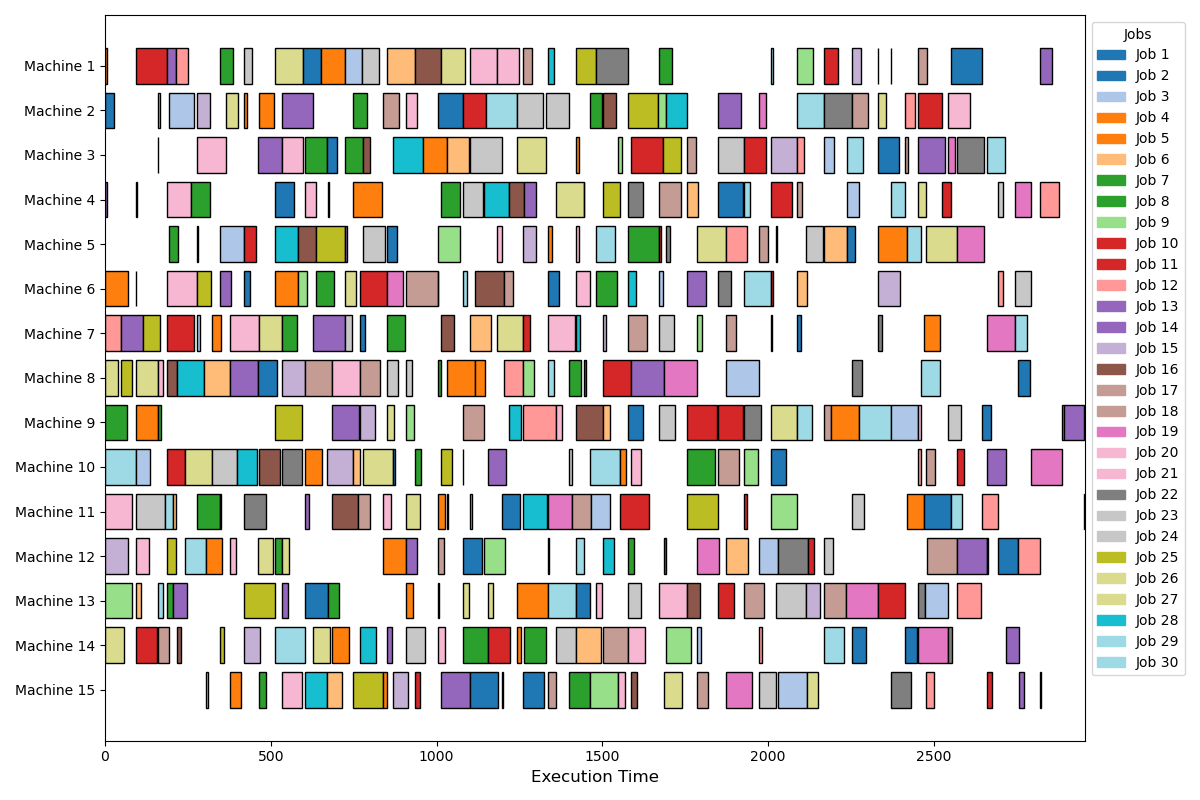 Machine 1
Machine 2
Machine 3
Machine 4
Machine 5
Machine 6
Machine 7
Machine 8
Machine 9
Machine 10
Machine 11
Machine 12
Machine 13
Machine 14
Machine 15
0 500 1000 1500 2000 2500
Execution Time
Jobs
Job 1
Job 2
Job 3
Job 4
Job 5
Job 6
Job 7
Job 8
Job 9
Job 10
Job 11
Job 12
Job 13
Job 14
Job 15
Job 16
Job 17
Job 18
Job 19
Job 20
Job 21
Job 22
Job 23
Job 24
Job 25
Job 26
Job 27
Job 28
Job 29
Job 30